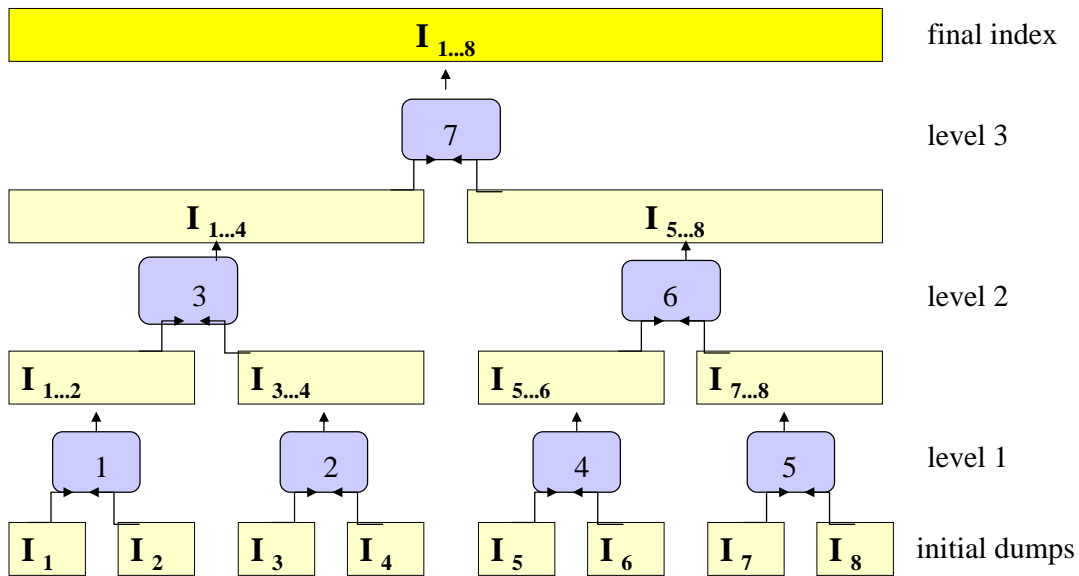 I 1...8 final index
7 level 3
I 1...4 I 5...8
3 6 level 2
I 1...2 I 3...4 I 5...6 I 7...8
1 2 4 5 level 1
I 1 I 2 I 3 I 4 I 5 I 6 I 7 I 8 initial dumps